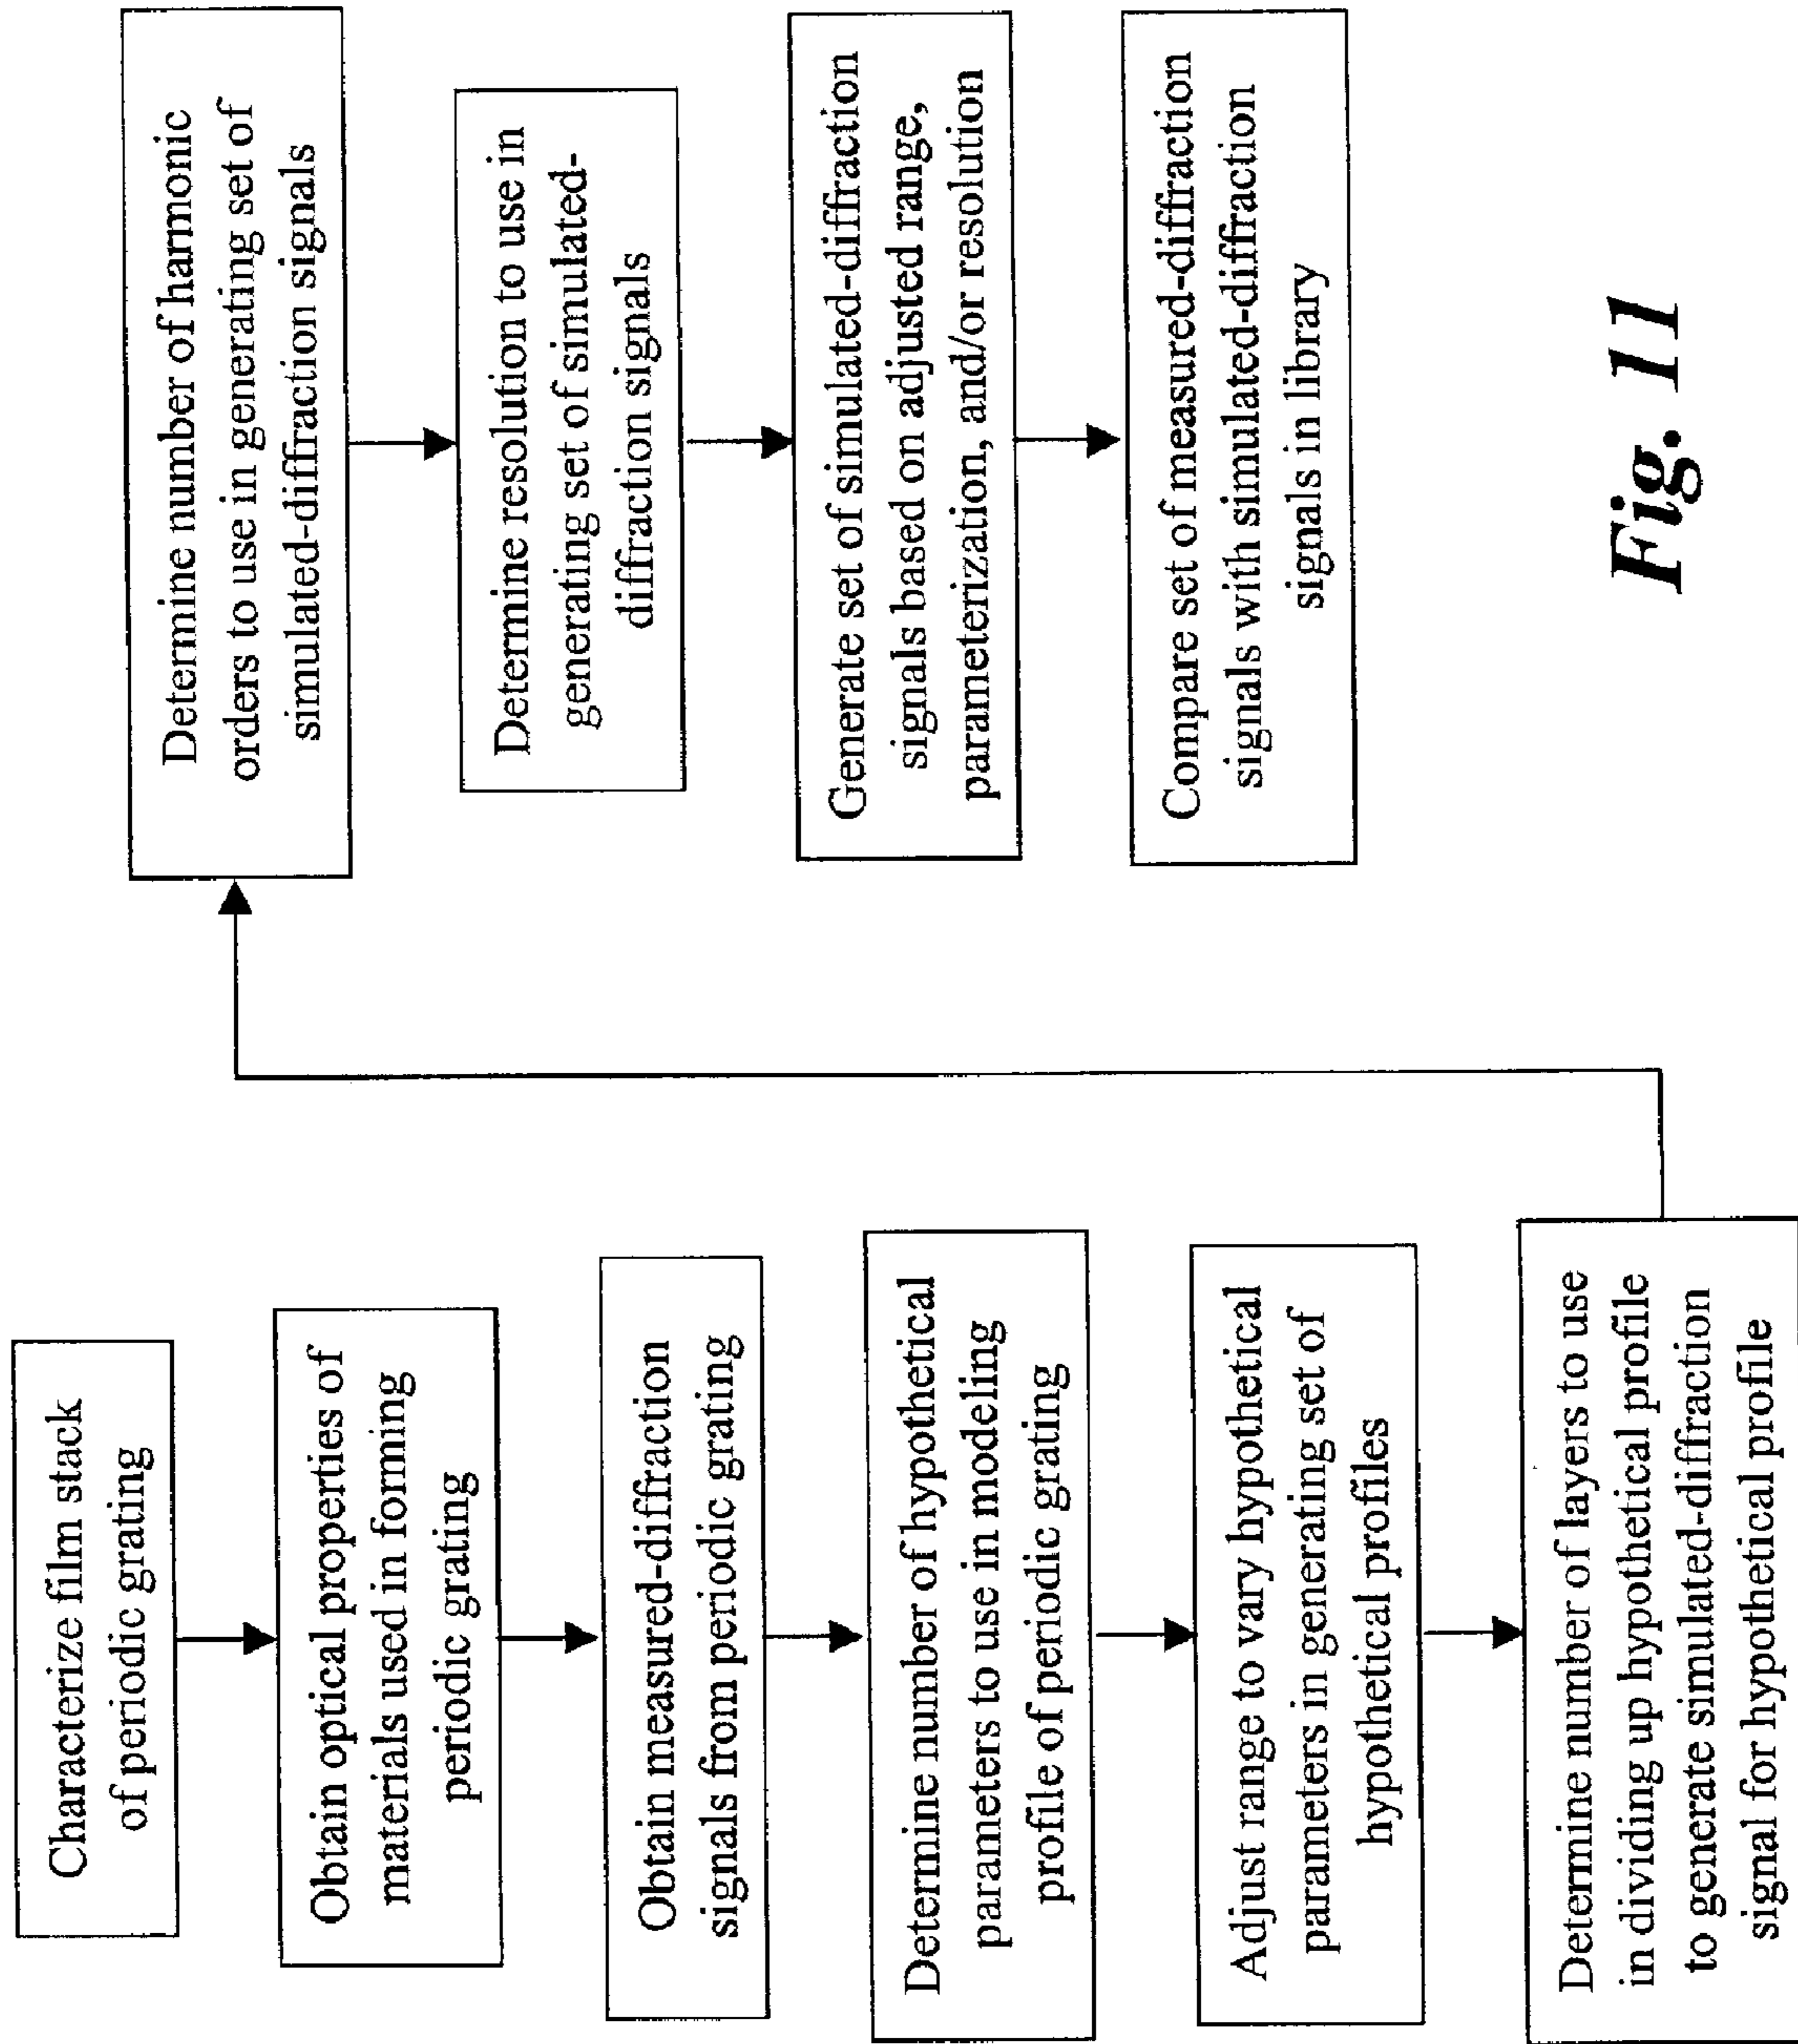 Characterize film stack
of periodic grating
Obtain optical properties of
materials used in forming
periodic grating
Obtain measured-diffraction
signals from periodic grating
Determine number of hypothetical
parameters to use in modeling
profile of periodic grating
Adjust range to vary hypothetical
parameters in generating set of
hypothetical profiles
Determine number of layers to use
in dividing up hypothetical profile
to generate simulated-diffraction
signal for hypothetical profile
Determine number of harmonic
orders to use in generating set of
simulated-diffraction signals
Determine resolution to use in
generating set of simulated-
diffraction signals
Generate set of simulated-diffraction
signals based on adjusted range,
parameterization, and/or resolution
Compare set of measured-diffraction
signals with simulated-diffraction
signals in library
Fig. 11